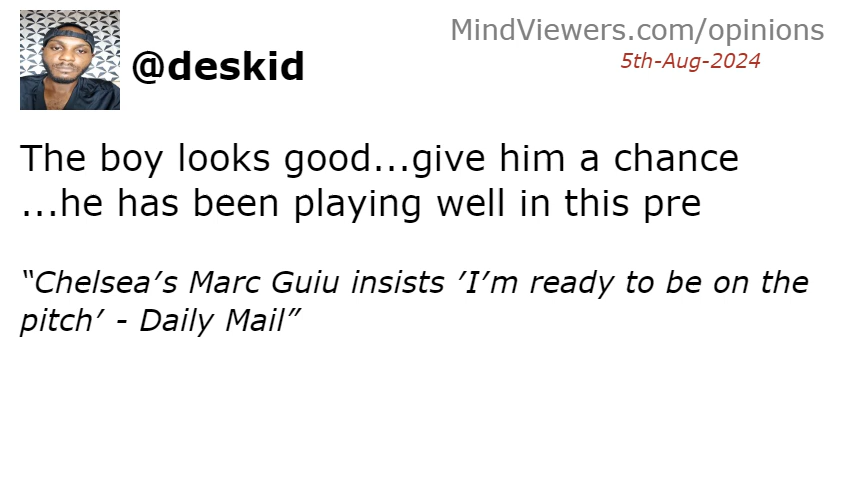 MindViewers.com/opinions
5th-Aug-2024
@deskid
The boy looks good...give him a chance
...he has been playing well in this pre
“Chelsea′s Marc Guiu insists ′I′m ready to be on the
pitch′ - Daily Mail”